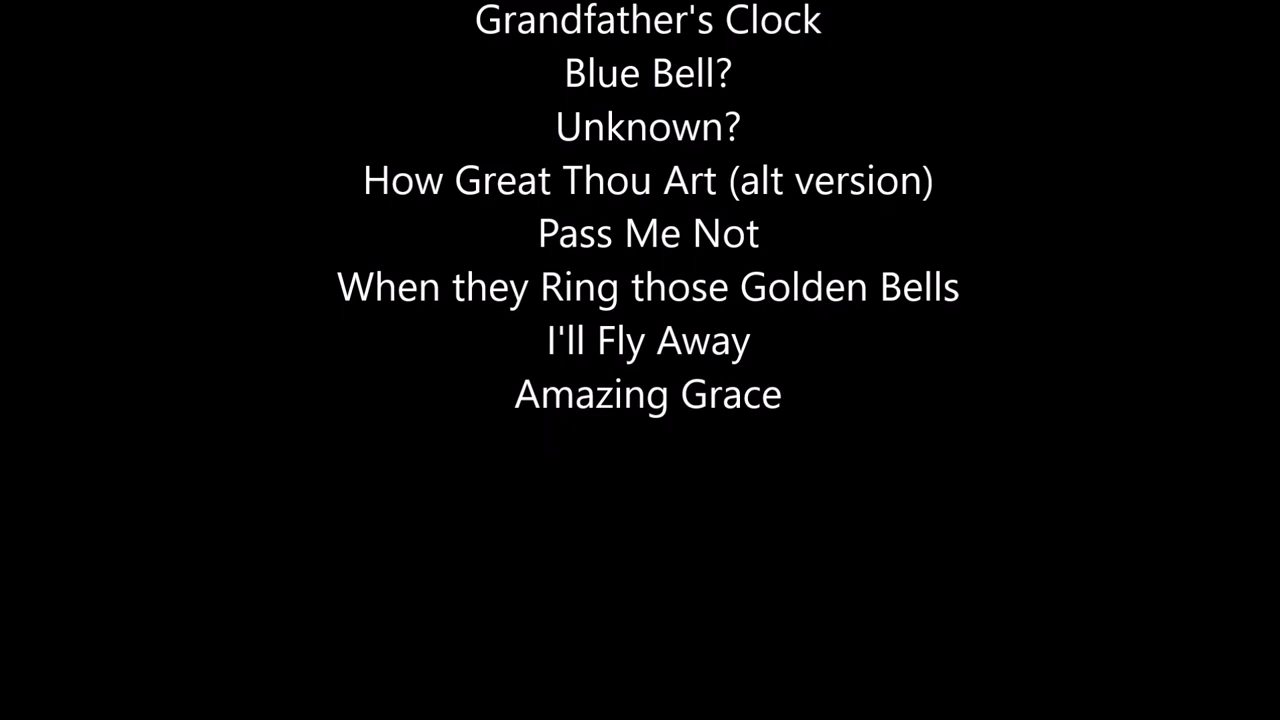 Grandfather's Clock
Blue Bell?
Unknown?
How Great Thou Art (alt version)
Pass Me Not
When they Ring those Golden Bells
I'll Fly Away
Amazing Grace